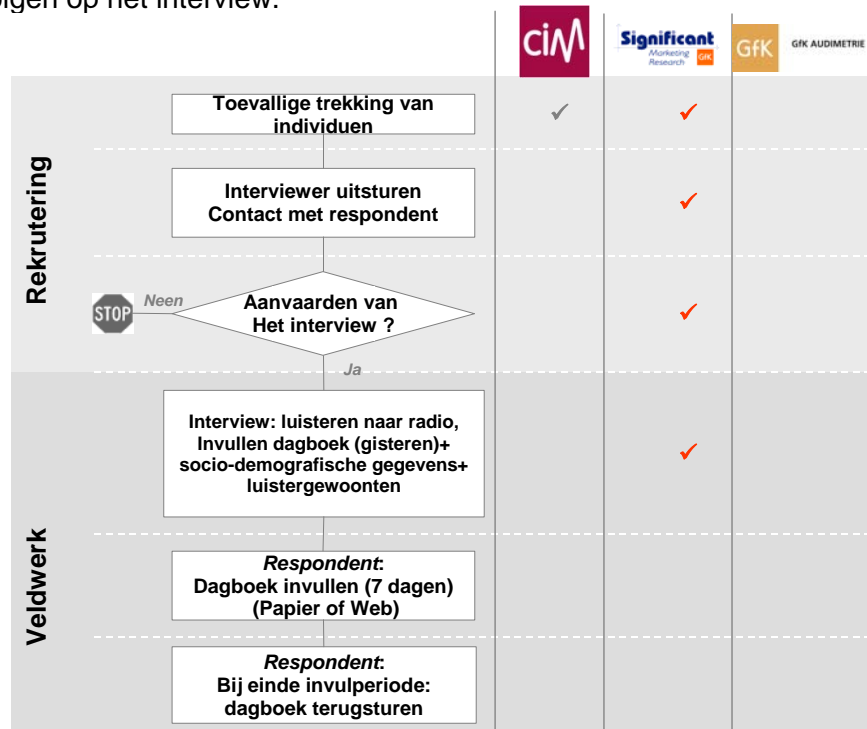 olgen op het interview.
CiM
Significant
Marketing
Research
GfK
GfK
GfK AUDIMETRIE
Rekrutering
Toevallige trekking van
individuen
Interviewer uitsturen
Contact met respondent
STOP
Neen
Aanvaarden van
Het interview ?
Ja
Veldwerk
Interview: luisteren naar radio,
Invullen dagboek (gisteren)+
socio-demografische gegevens+
luistergewoonten
Respondent:
Dagboek invullen (7 dagen)
(Papier of Web)
Respondent:
Bij einde invulperiode:
dagboek terugsturen